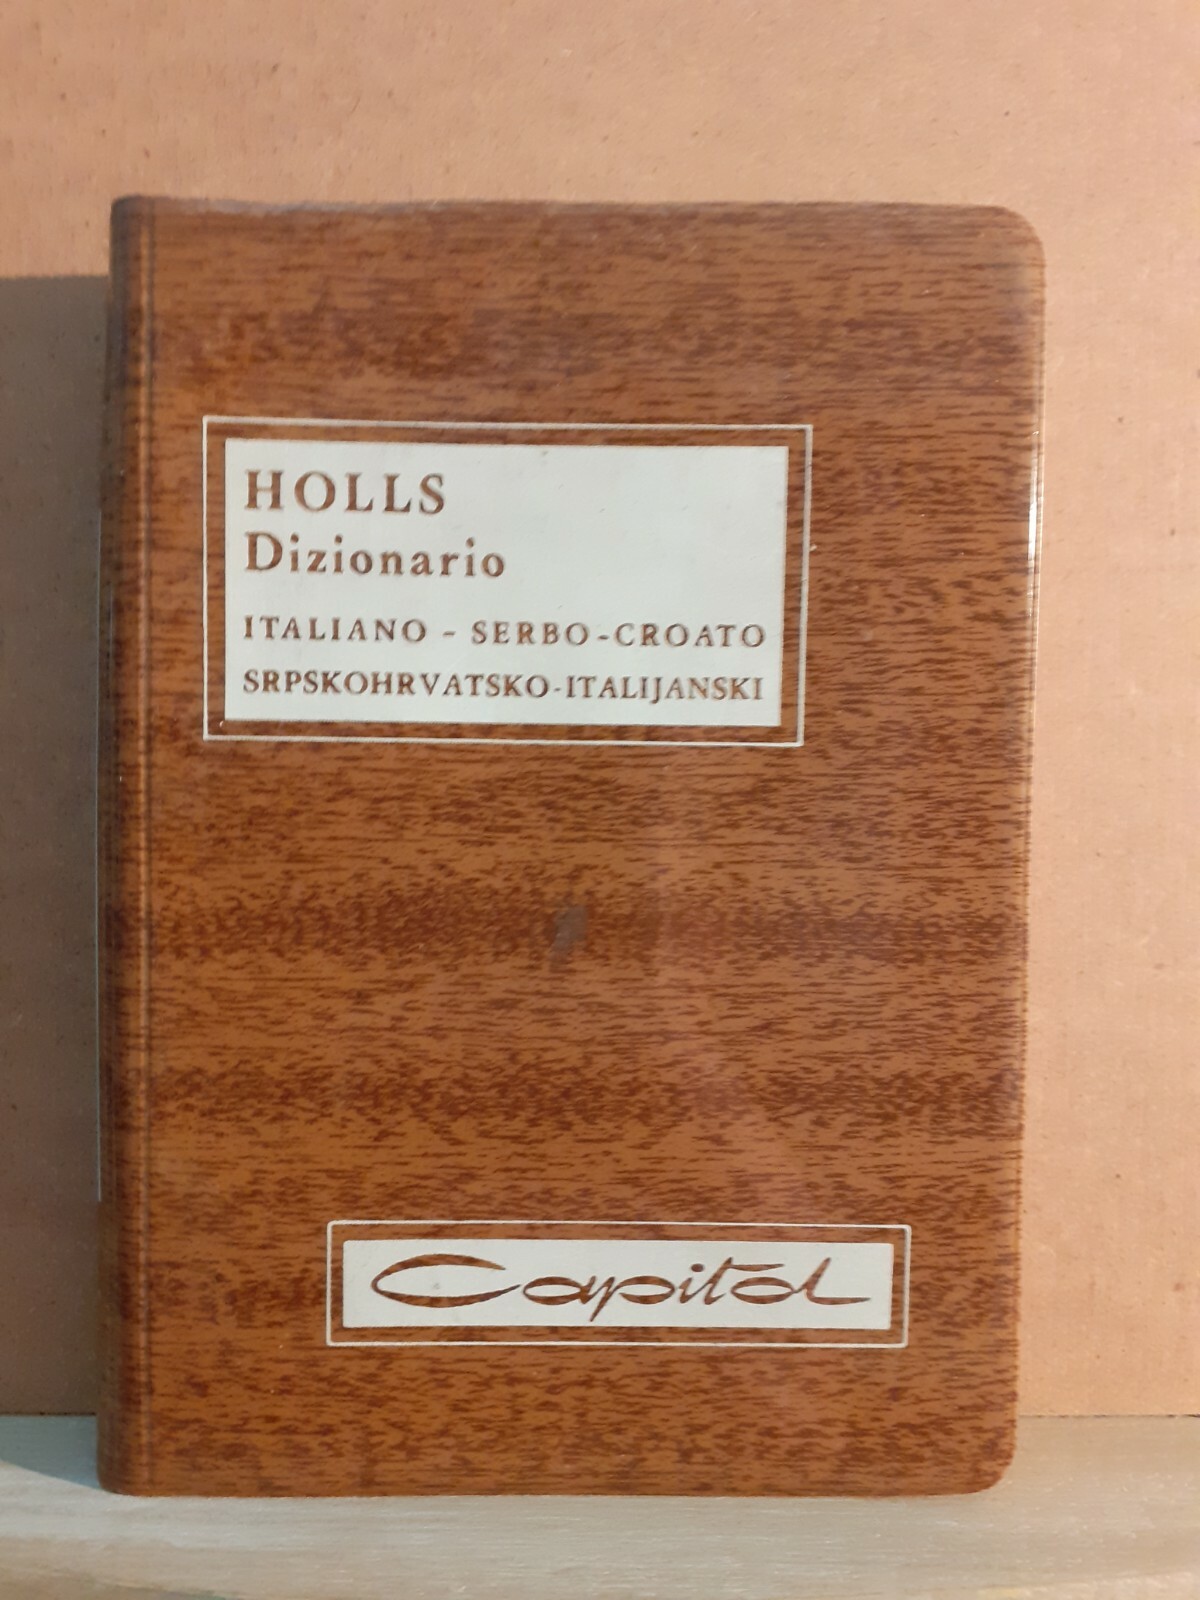 HOLLS
Dizionario
ITALIANO - SERBO-CROATO
SRPSKOHRVATSKO-ITALIJANSKI
Capitol